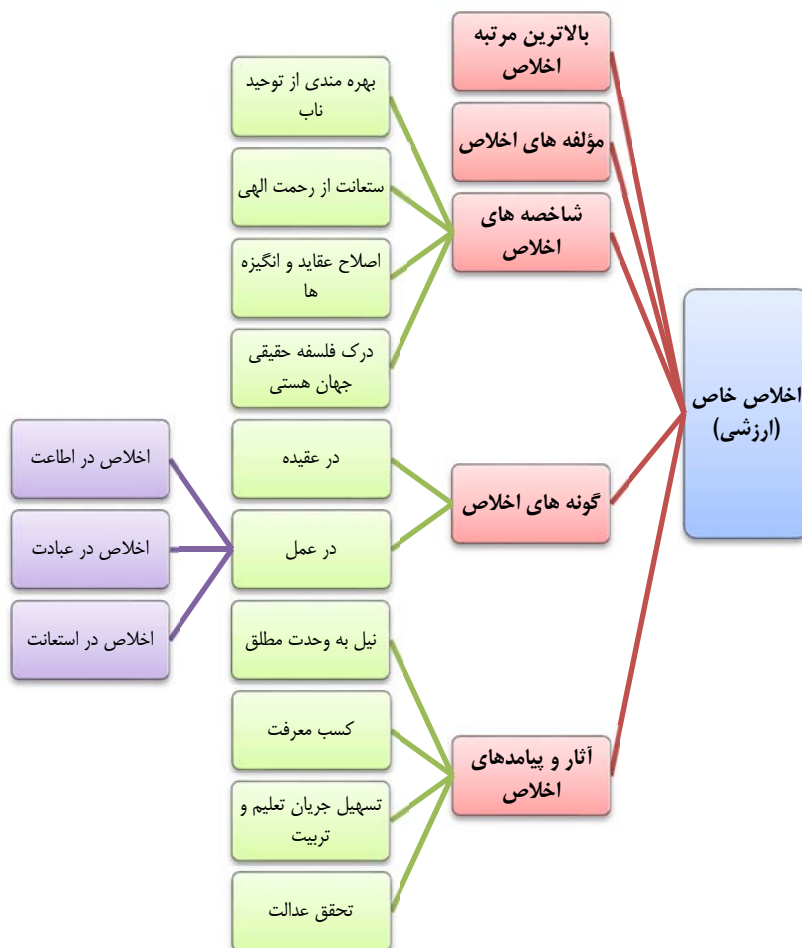 اخلاص خاص
(ارزشی)
بالاترین مرتبه
اخلاص
مؤلفه های اخلاص
شاخصه های
اخلاص
بهره مندی از توحید
ناب
ستعانت از رحمت الهی
اصلاح عقاید و انگیزه
ها
درک فلسفه حقیقی
جهان هستی
گونه های اخلاص
در عقیده
در عمل
اخلاص در اطاعت
اخلاص در عبادت
اخلاص در استعانت
آثار و پیامدهای
اخلاص
نیل به وحدت مطلق
کسب معرفت
تسهیل جریان تعلیم و
تربیت
تحقق عدالت